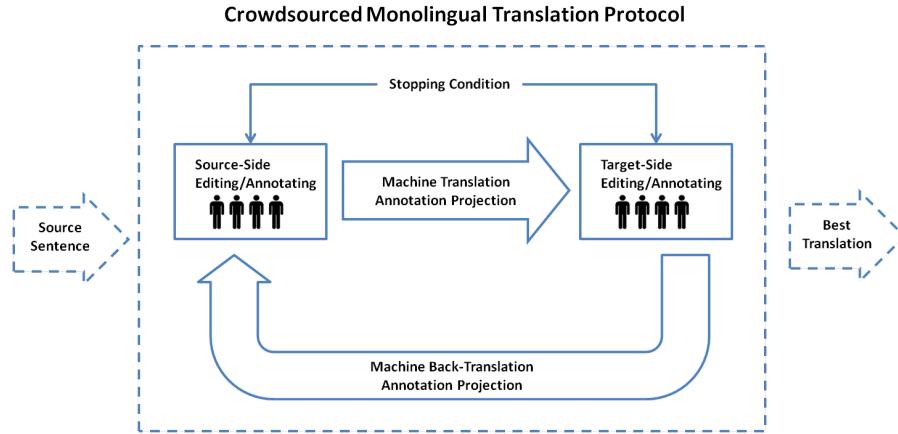 Crowdsourced Monolingual Translation Protocol
Stopping Condition
Source-Side
Editing/Annotating
Machine Translation
Annotation Projection
Target-Side
Editing/Annotating
Source
Sentence
Best
Translation
Machine Back-Translation
Annotation Projection